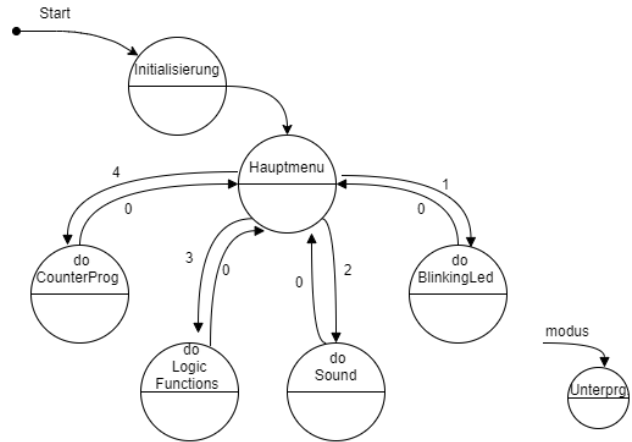 Start
Initialisierung
Hauptmenu
4
1
0
0
do
CounterProg
3
0
2
0
do
BlinkingLed
do
Logic
Functions
do
Sound
modus
Unterprg